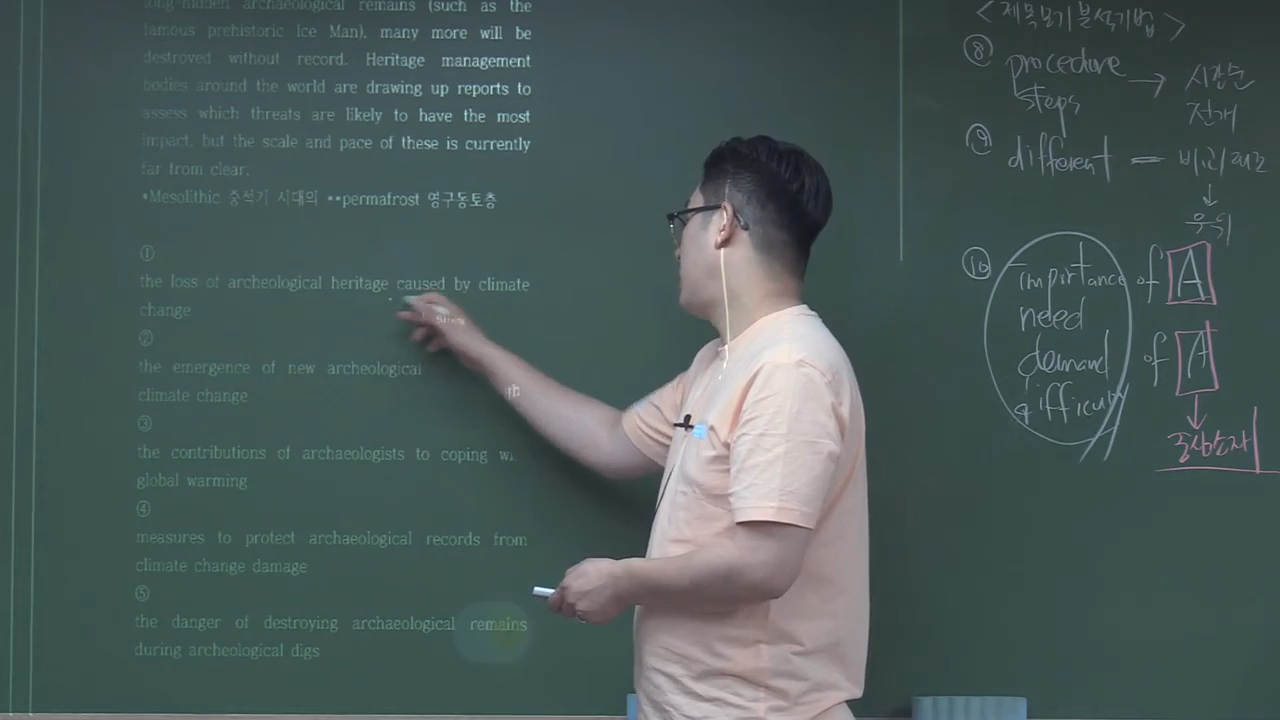 long-hidden archaeological remains (such as the
famous prehistoric Ice Man), many more will be
destroyed without record. Heritage management
bodies around the world are drawing up reports to
assess which threats are likely to have the most
impact, but the scale and pace of these is currently
far from clear.
*Mesolithic 중석기 시대의 **permafrost 영구동토층
①
the loss of archeological heritage caused by climate
change
②
the emergence of new archeological
climate change
③
the contributions of archaeologists to coping wi
global warming
④
measures to protect archaeological records from
climate change damage
⑤
the danger of destroying archaeological remains
during archeological digs
<제목보기 분석기법>
⑧ procedure → 시간순
steps 전개
⑨ different = 비교대조
↓
우위
⑩ importance of A
need
demand of A
difficulty
↓
중심소재